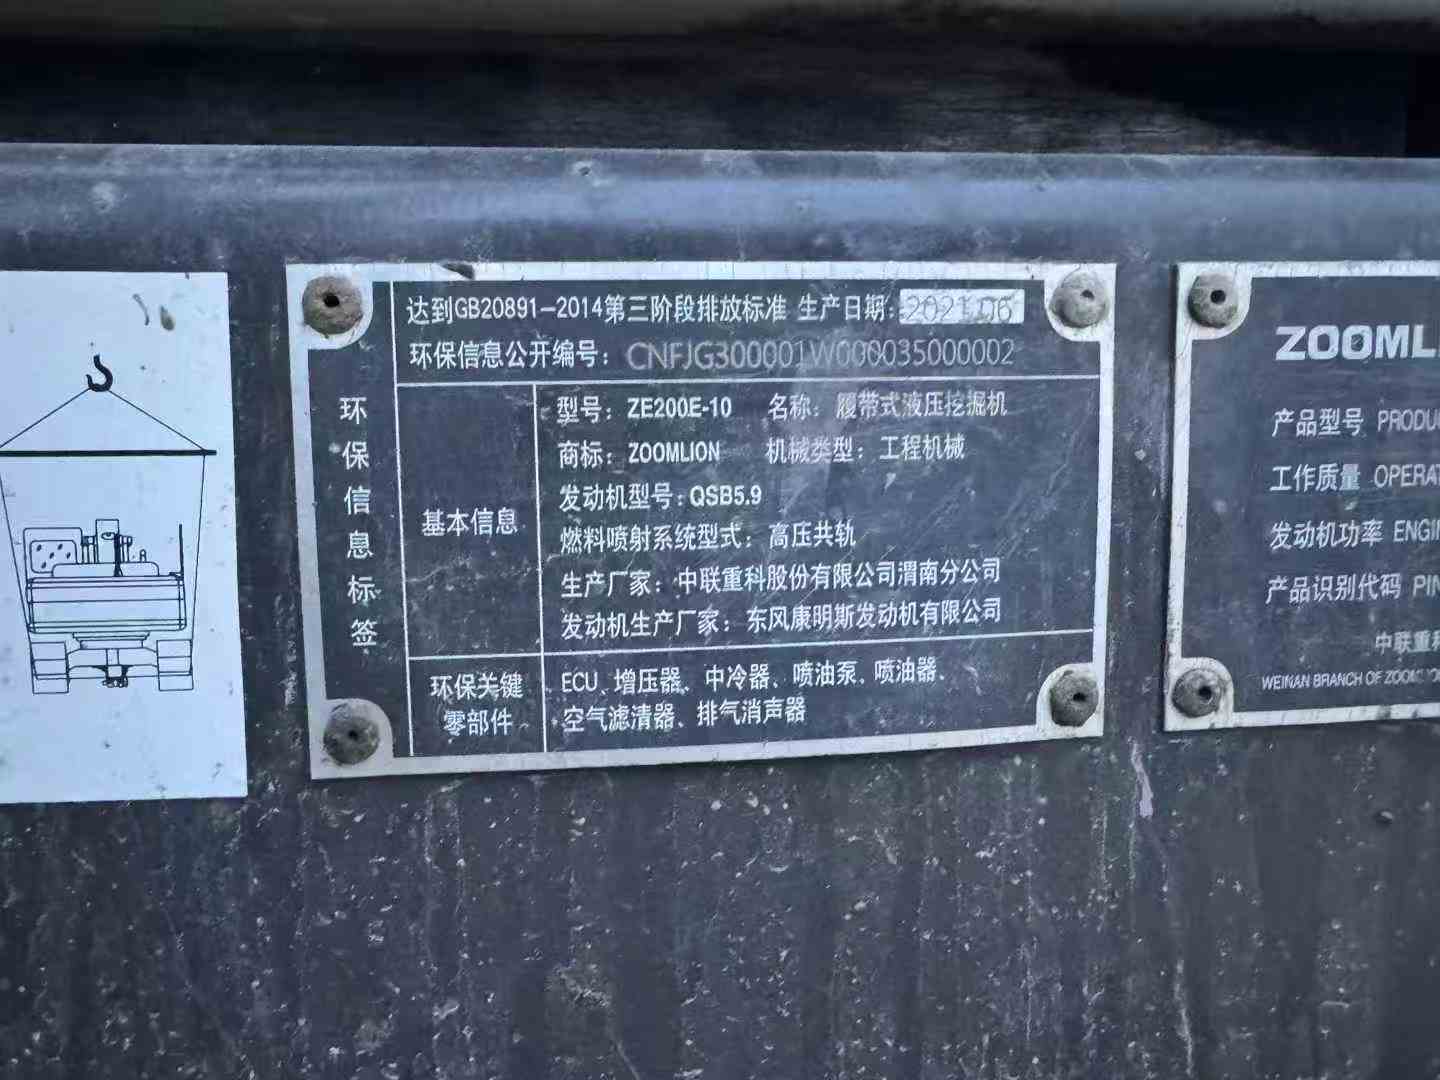 达到GB20891-2014第三阶段排放标准 生产日期: 2021.06
环保信息公开编号: CNFJG300001W000035000002
环保信息标签
基本信息
型号: ZE200E-10 名称: 履带式液压挖掘机
商标: ZOOMLION 机械类型: 工程机械
发动机型号: QSB5.9
燃料喷射系统型式: 高压共轨
生产厂家: 中联重科股份有限公司渭南分公司
发动机生产厂家: 东风康明斯发动机有限公司
环保关键零部件
ECU、增压器、中冷器、喷油泵、喷油器、
空气滤清器、排气消声器
ZOOML
产品型号 PRODU
工作质量 OPERAT
发动机功率 ENGI
产品识别代码 PIN
中联重科
WEINAN BRANCH OF ZOOMLIO